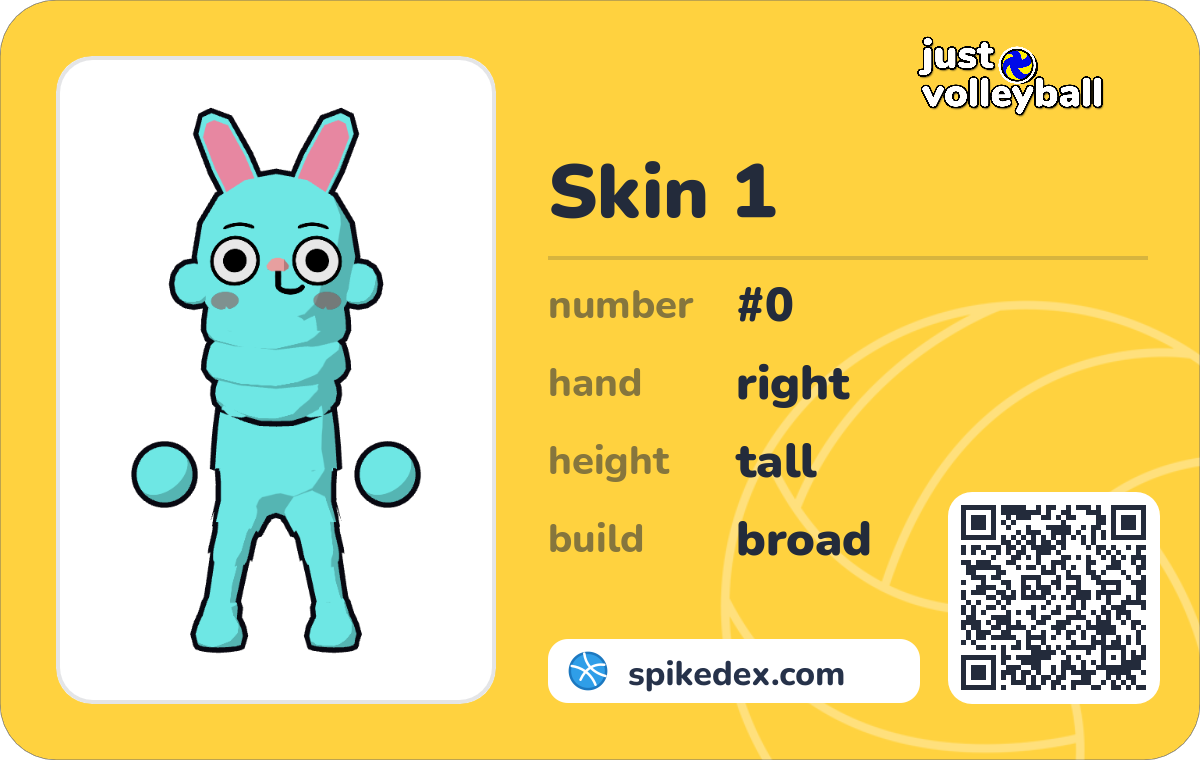 just
volleyball
Skin 1
number #0
hand right
height tall
build broad
spikedex.com